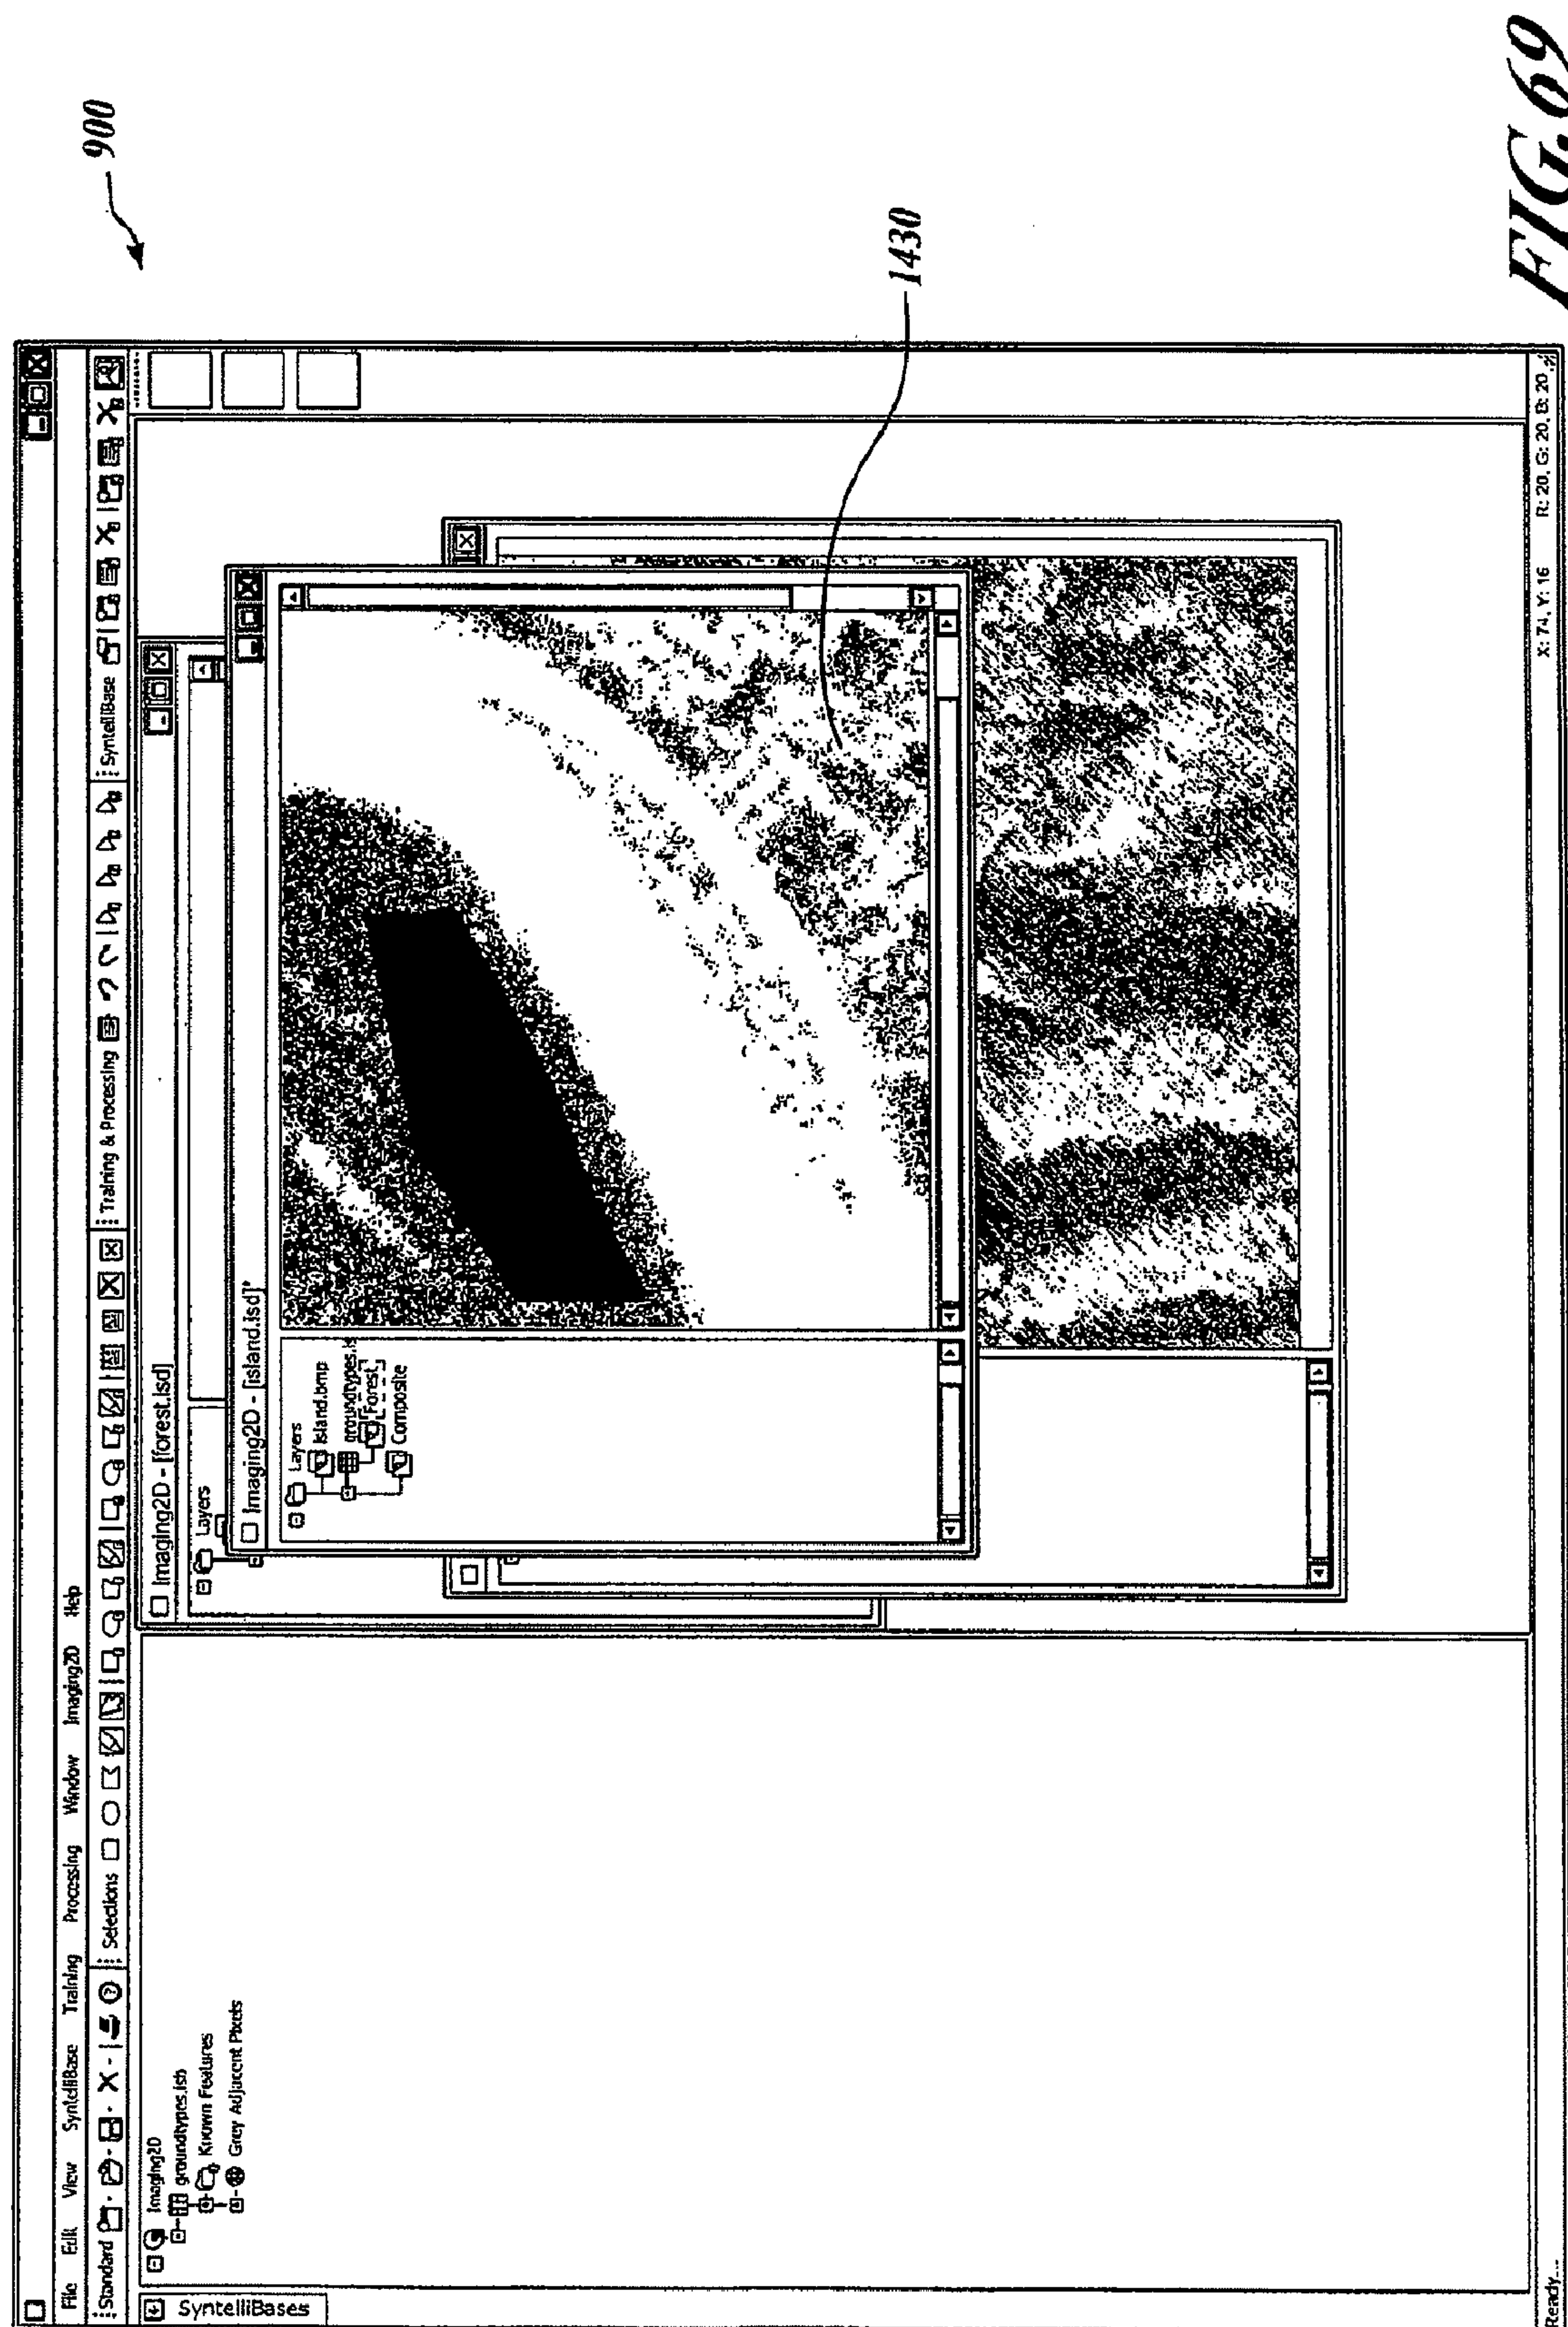 900
File Edit View SyntelliBase Training Processing Window Imaging2D Help
Standard Selections Training & Processing SyntelliBase
SyntelliBases
Imaging2D
groundtypes.isb
Known Features
Grey Adjacent Pixels
Imaging2D - [forest.isd]
Layers
Imaging2D - [island.isd]*
Layers
island.bmp
groundtypes.is
Forest
Composite
1430
Ready... X: 74, Y: 16 R: 20, G: 20, B: 20
FIG. 69